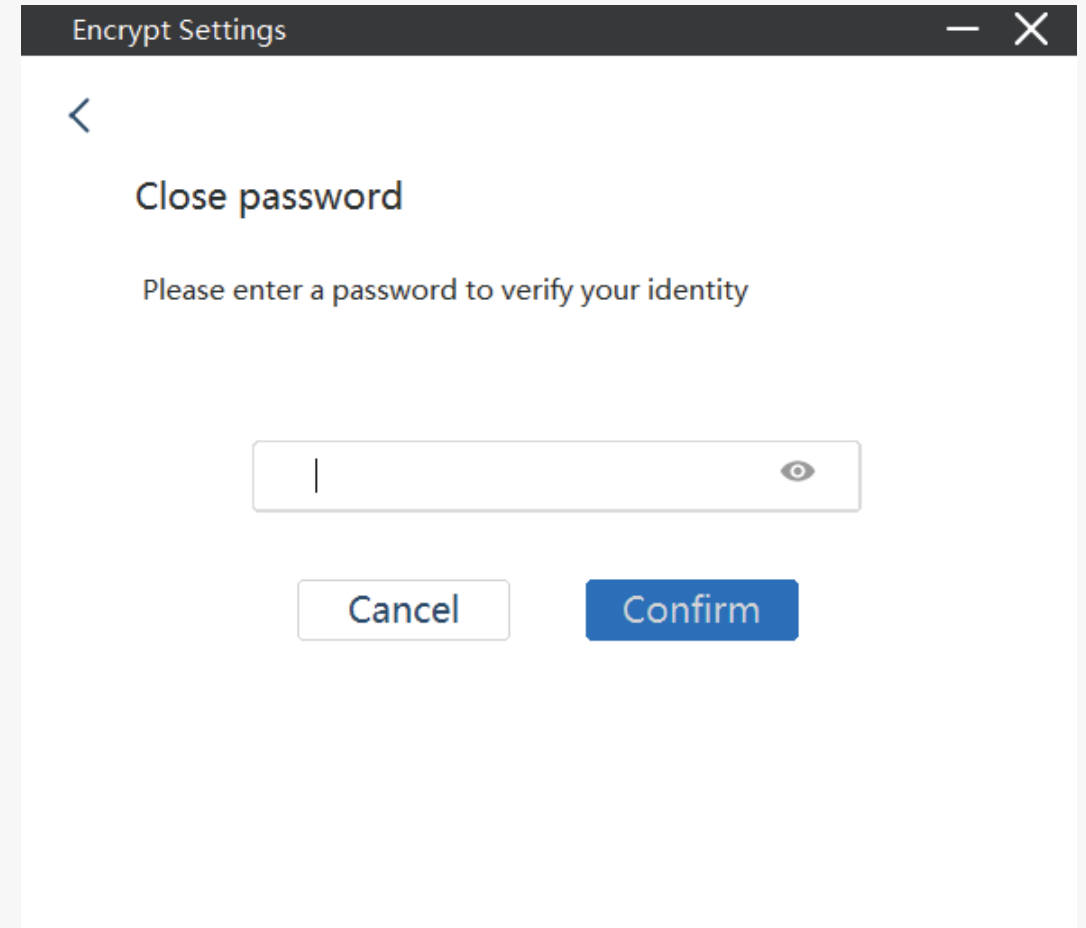 Encrypt Settings
Close password
Please enter a password to verify your identity
Cancel
Confirm